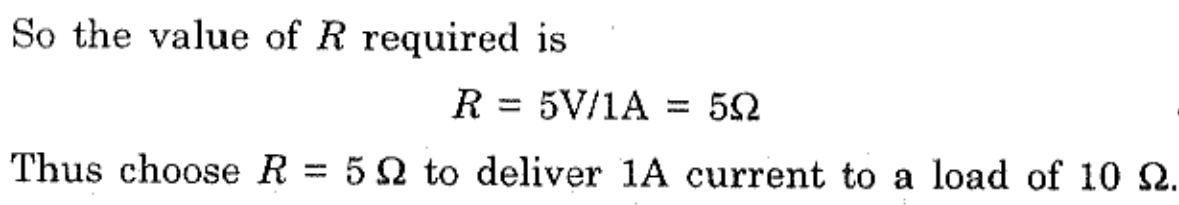 So the value of R required is
R = 5V/1A = 5Ω
Thus choose R = 5 Ω to deliver 1A current to a load of 10 Ω.